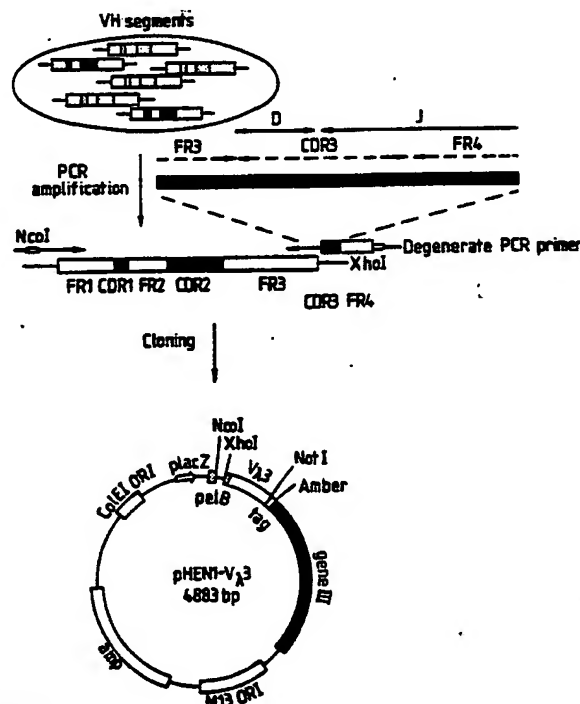 VH segments
D J
FR3 CDR3 FR4
PCR
amplification
NcoI
Degenerate PCR primer
XhoI
FR1 CDR1 FR2 CDR2 FR3
CDR3 FR4
Cloning
NcoI
XhoI
placZ
Vλ3
Not I
ColEI ORI
pelB
Amber
tag
gene III
pHEN1-Vλ3
4883 bp
amp
M13 ORI